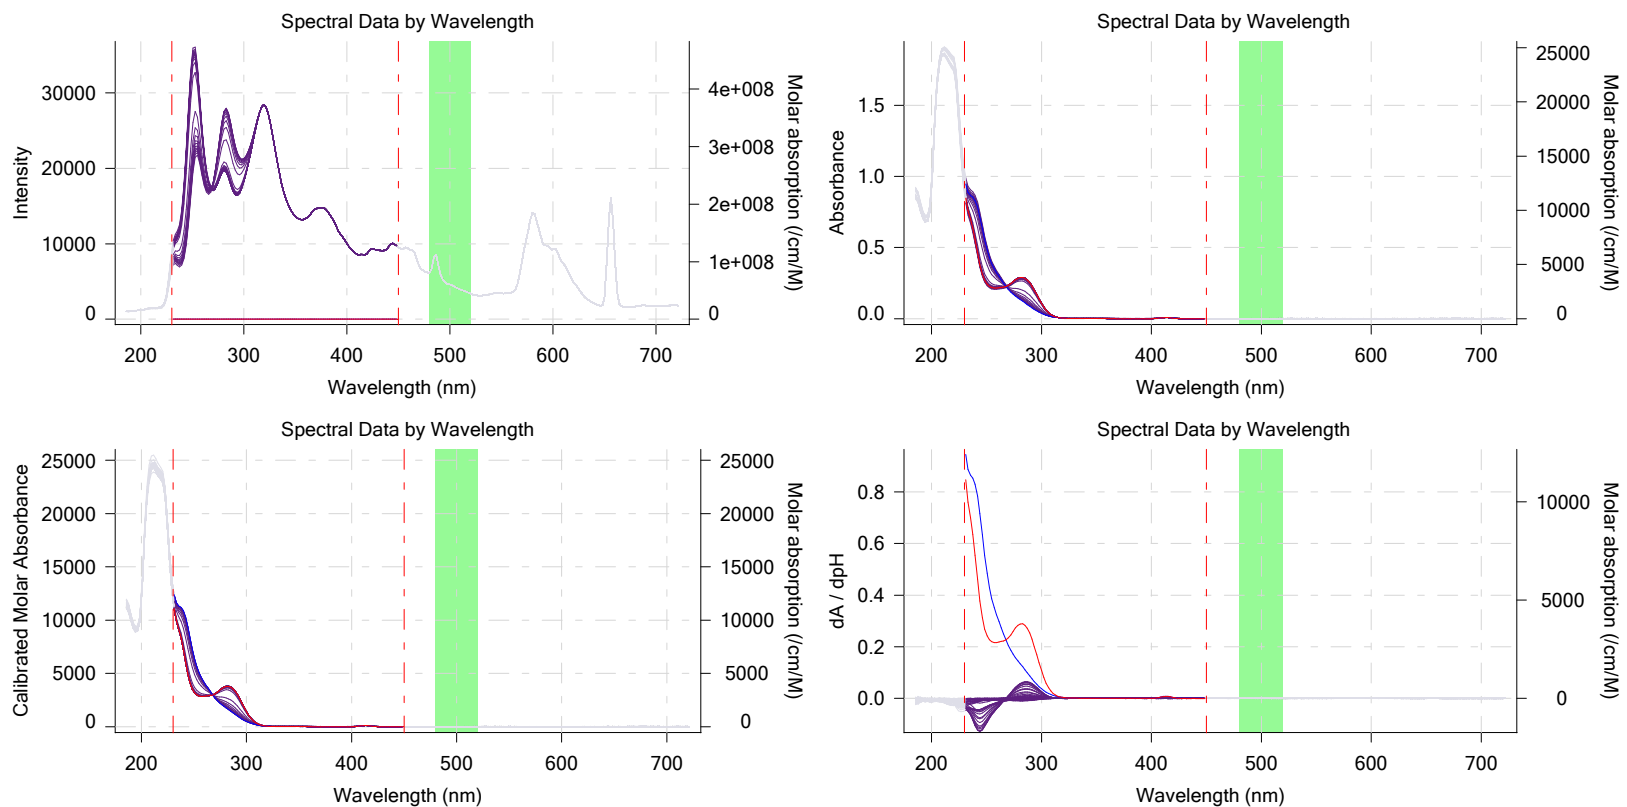 Spectral Data by Wavelength
Intensity
30000
20000
10000
0
4e+008
3e+008
2e+008
1e+008
0
Molar absorption (/cm/M)
200 300 400 500 600 700
Wavelength (nm)
Spectral Data by Wavelength
Absorbance
1.5
1.0
0.5
0.0
25000
20000
15000
10000
5000
0
Molar absorption (/cm/M)
200 300 400 500 600 700
Wavelength (nm)
Spectral Data by Wavelength
Calibrated Molar Absorbance
25000
20000
15000
10000
5000
0
25000
20000
15000
10000
5000
0
Molar absorption (/cm/M)
200 300 400 500 600 700
Wavelength (nm)
Spectral Data by Wavelength
dA / dpH
0.8
0.6
0.4
0.2
0.0
10000
5000
0
Molar absorption (/cm/M)
200 300 400 500 600 700
Wavelength (nm)